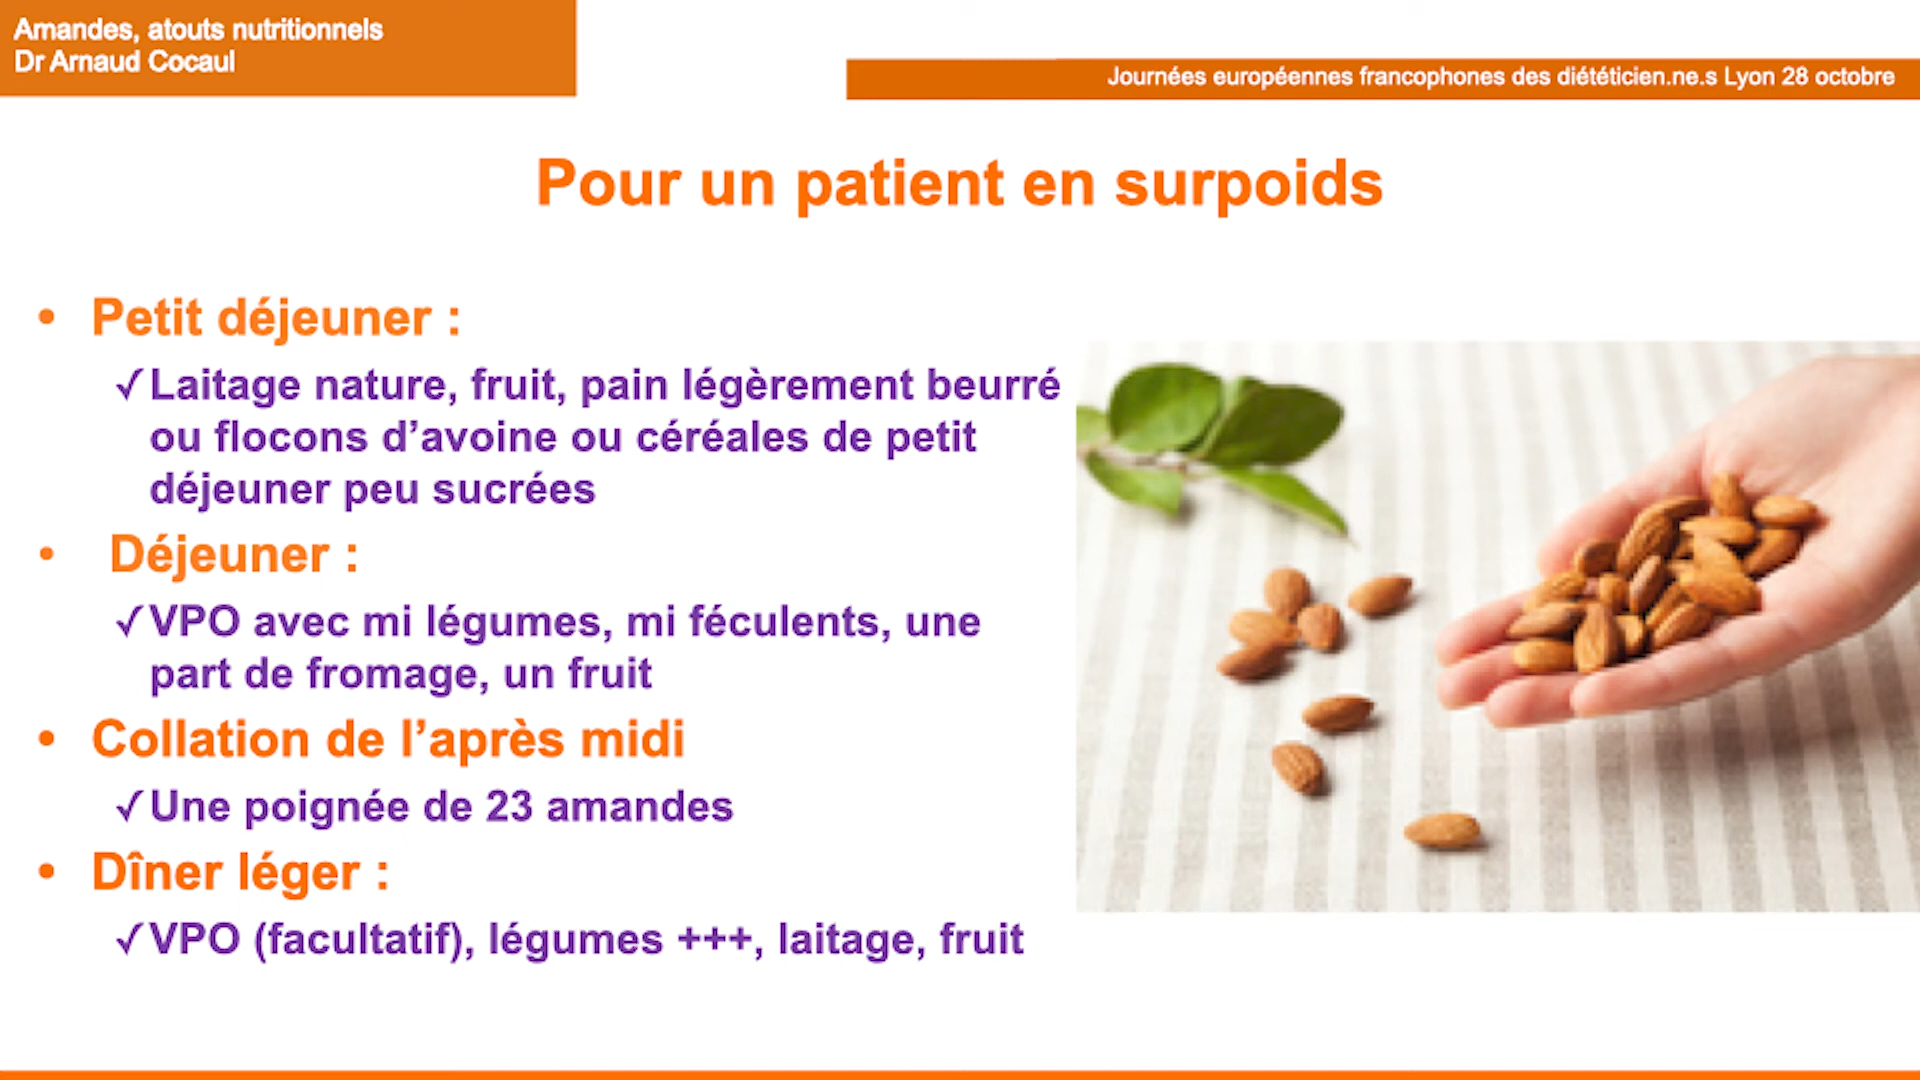 Amandes, atouts nutritionnels
Dr Arnaud Cocaul
Journées européennes francophones des diététicien.ne.s Lyon 28 octobre
Pour un patient en surpoids
• Petit déjeuner :
✓Laitage nature, fruit, pain légèrement beurré
ou flocons d’avoine ou céréales de petit
déjeuner peu sucrées
• Déjeuner :
✓VPO avec mi légumes, mi féculents, une
part de fromage, un fruit
• Collation de l’après midi
✓Une poignée de 23 amandes
• Dîner léger :
✓VPO (facultatif), légumes +++, laitage, fruit